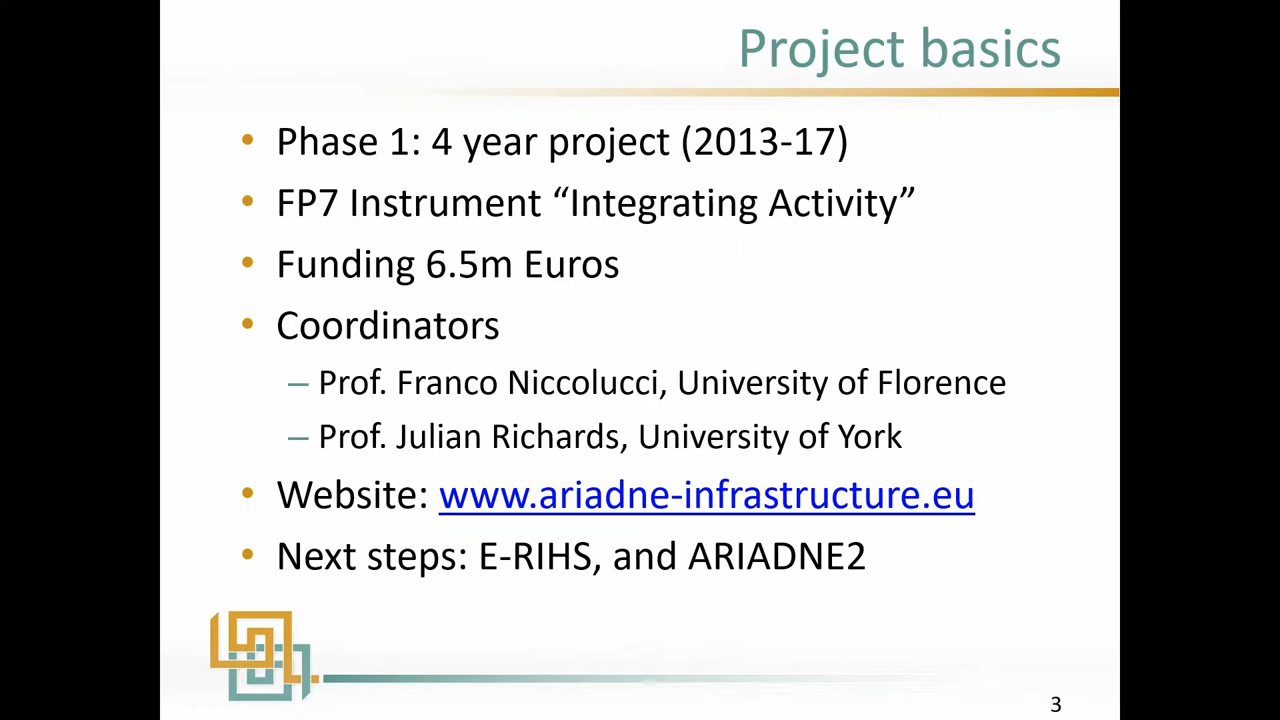 Project basics
• Phase 1: 4 year project (2013-17)
• FP7 Instrument “Integrating Activity”
• Funding 6.5m Euros
• Coordinators
– Prof. Franco Niccolucci, University of Florence
– Prof. Julian Richards, University of York
• Website: www.ariadne-infrastructure.eu
• Next steps: E-RIHS, and ARIADNE2
3